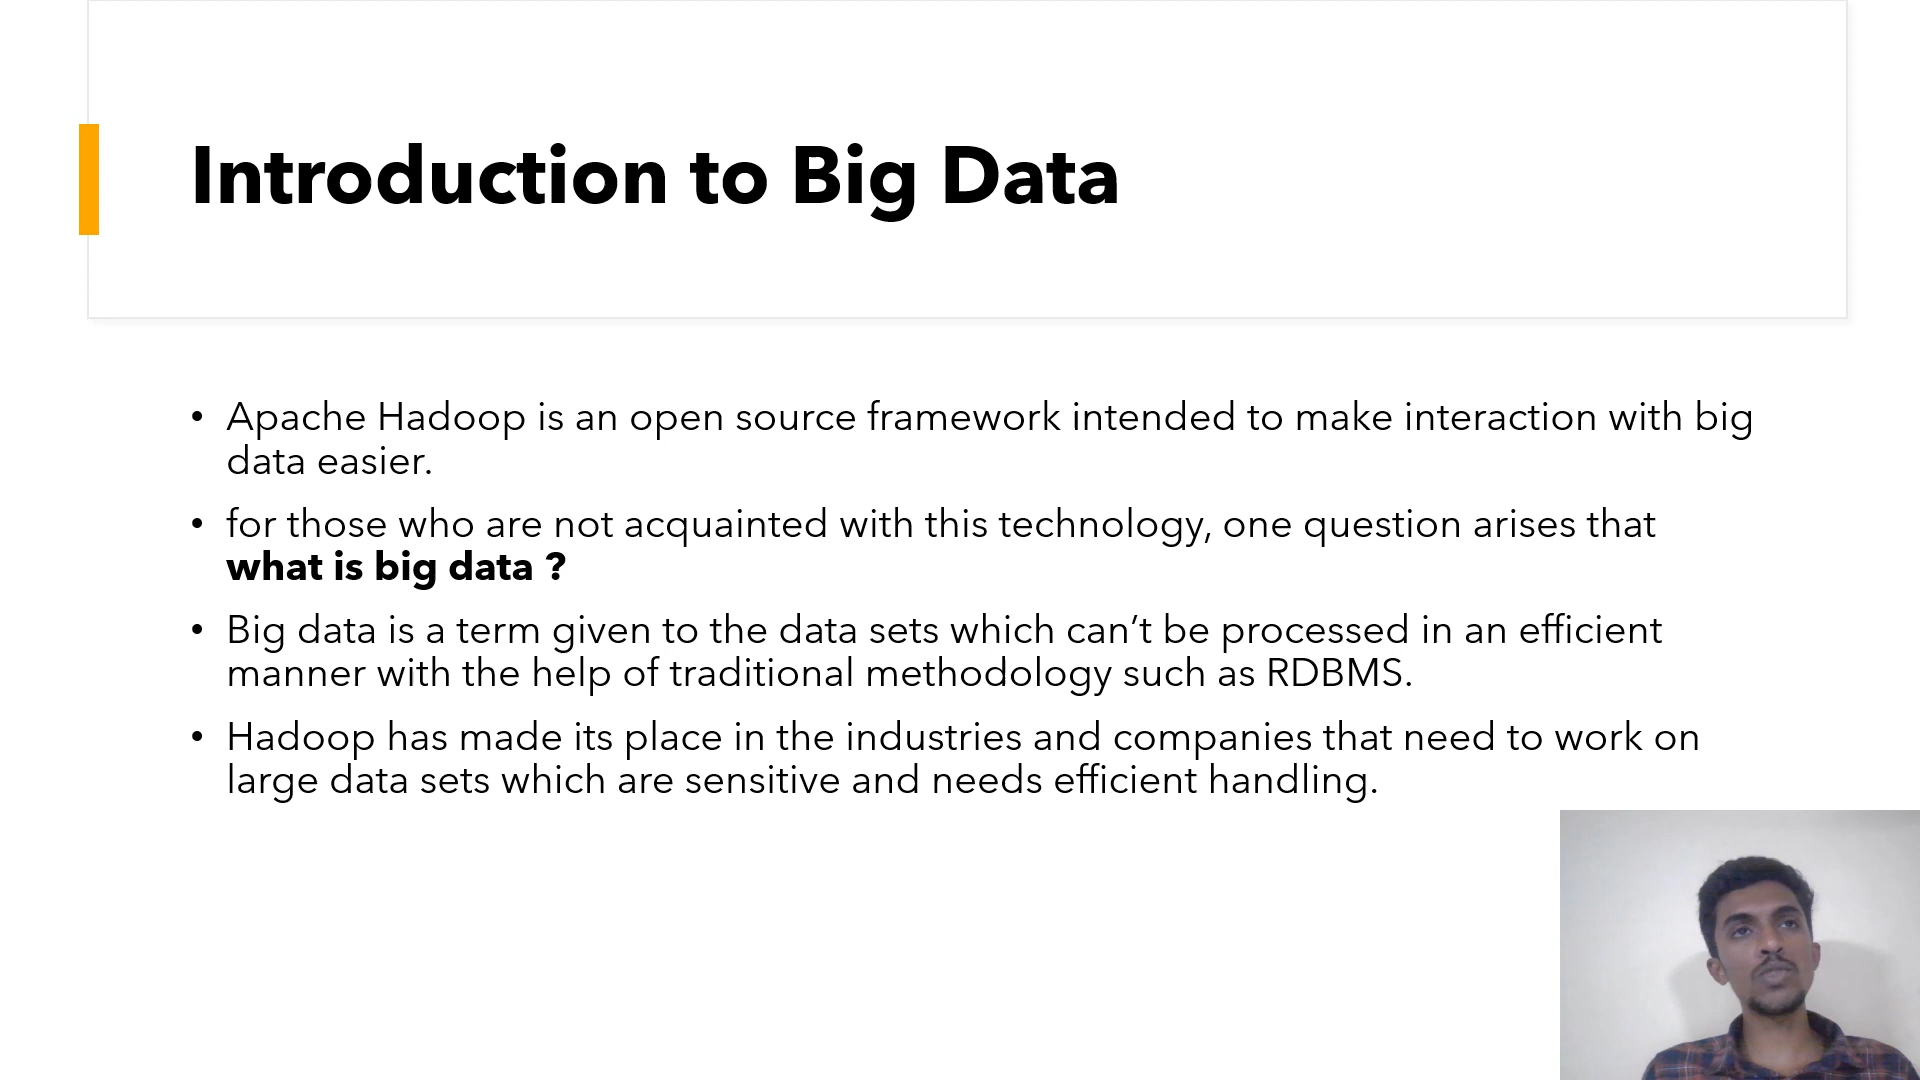 Introduction to Big Data
• Apache Hadoop is an open source framework intended to make interaction with big
data easier.
• for those who are not acquainted with this technology, one question arises that
what is big data ?
• Big data is a term given to the data sets which can’t be processed in an efficient
manner with the help of traditional methodology such as RDBMS.
• Hadoop has made its place in the industries and companies that need to work on
large data sets which are sensitive and needs efficient handling.